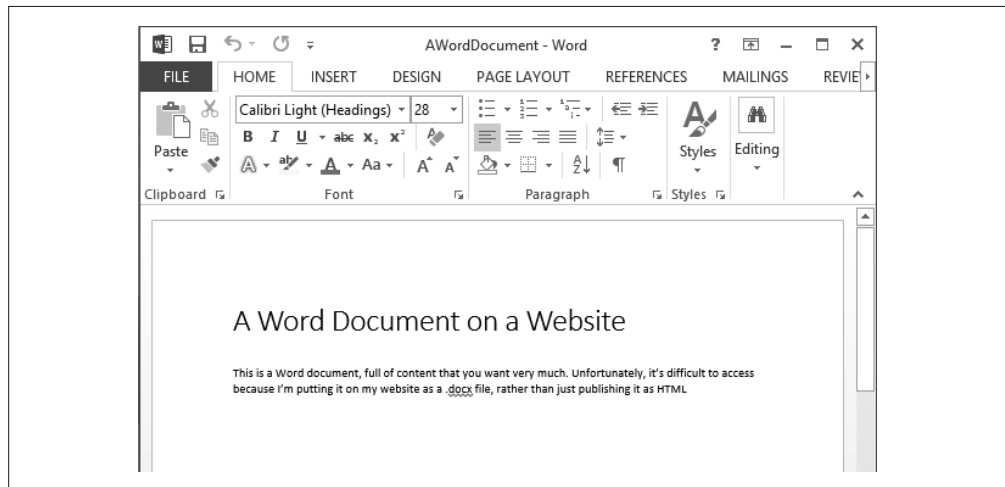 AWordDocument - Word
FILE HOME INSERT DESIGN PAGE LAYOUT REFERENCES MAILINGS REVIE
Calibri Light (Headings) 28
B I U abc X₂ X²
A aby A Aa A A
Paste
Styles Editing
Clipboard Font Paragraph Styles
A Word Document on a Website
This is a Word document, full of content that you want very much. Unfortunately, it's difficult to access
because I'm putting it on my website as a .docx file, rather than just publishing it as HTML